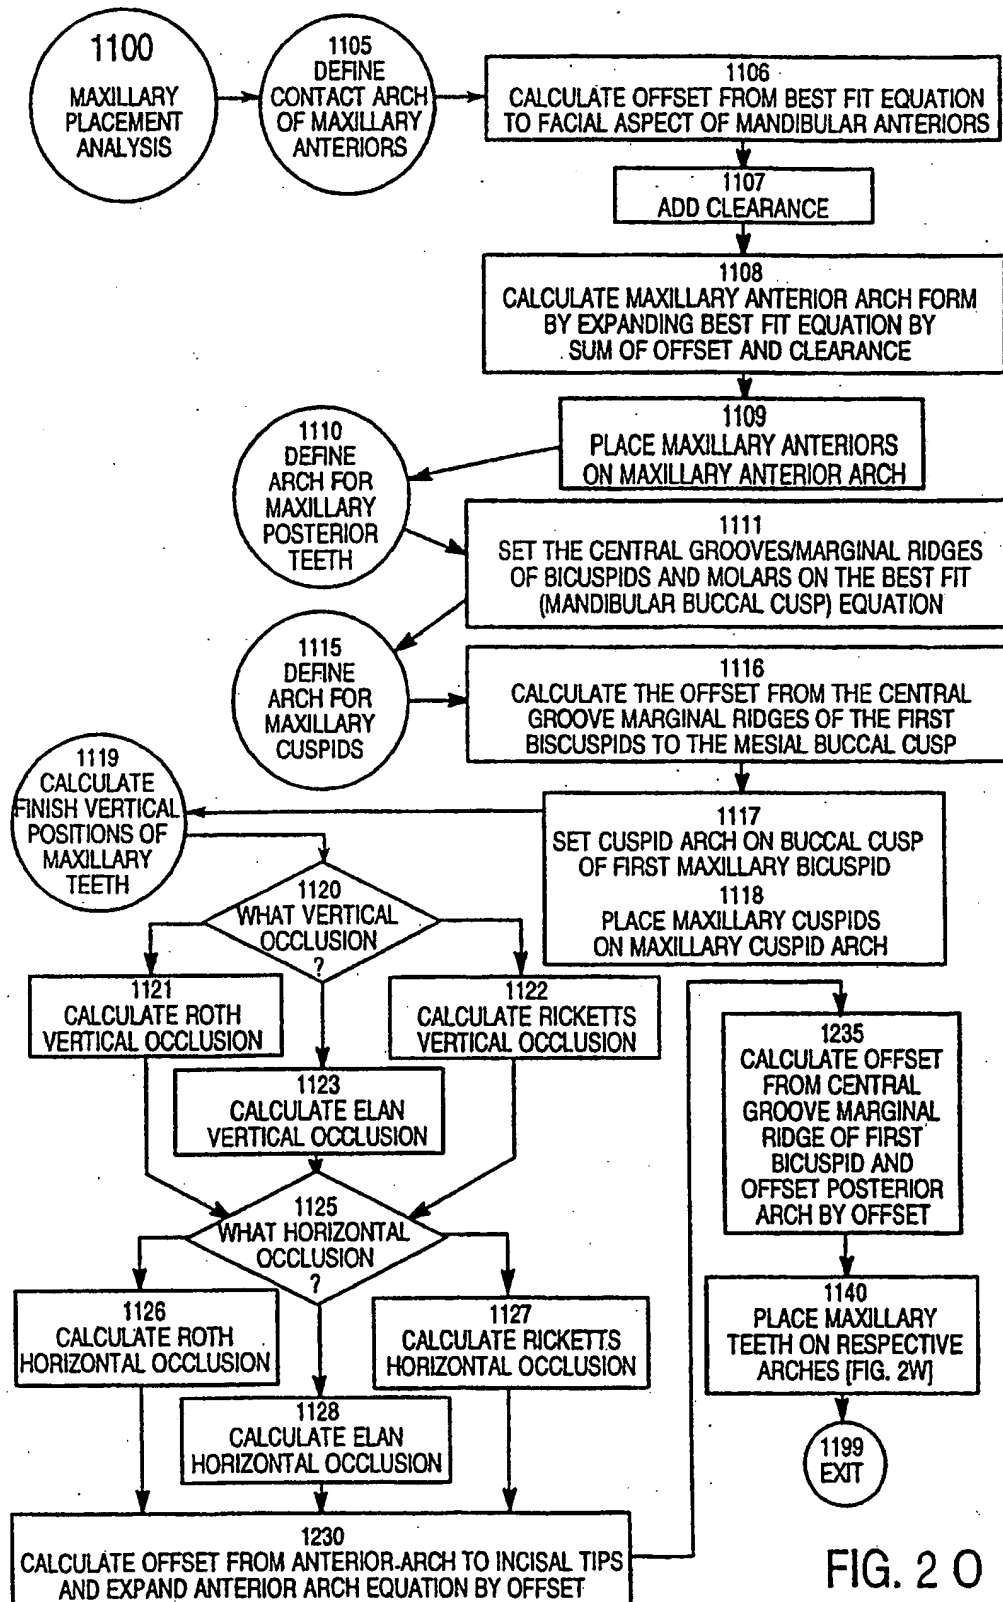 1100
MAXILLARY
PLACEMENT
ANALYSIS
1105
DEFINE
CONTACT ARCH
OF MAXILLARY
ANTERIORS
1106
CALCULATE OFFSET FROM BEST FIT EQUATION
TO FACIAL ASPECT OF MANDIBULAR ANTERIORS
1107
ADD CLEARANCE
1108
CALCULATE MAXILLARY ANTERIOR ARCH FORM
BY EXPANDING BEST FIT EQUATION BY
SUM OF OFFSET AND CLEARANCE
1109
PLACE MAXILLARY ANTERIORS
ON MAXILLARY ANTERIOR ARCH
1110
DEFINE
ARCH FOR
MAXILLARY
POSTERIOR
TEETH
1111
SET THE CENTRAL GROOVES/MARGINAL RIDGES
OF BICUSPIDS AND MOLARS ON THE BEST FIT
(MANDIBULAR BUCCAL CUSP) EQUATION
1115
DEFINE
ARCH FOR
MAXILLARY
CUSPIDS
1116
CALCULATE THE OFFSET FROM THE CENTRAL
GROOVE MARGINAL RIDGES OF THE FIRST
BISCUSPIDS TO THE MESIAL BUCCAL CUSP
1117
SET CUSPID ARCH ON BUCCAL CUSP
OF FIRST MAXILLARY BICUSPID
1118
PLACE MAXILLARY CUSPIDS
ON MAXILLARY CUSPID ARCH
1119
CALCULATE
FINISH VERTICAL
POSITIONS OF
MAXILLARY
TEETH
1120
WHAT VERTICAL
OCCLUSION
?
1121
CALCULATE ROTH
VERTICAL OCCLUSION
1122
CALCULATE RICKETTS
VERTICAL OCCLUSION
1123
CALCULATE ELAN
VERTICAL OCCLUSION
1125
WHAT HORIZONTAL
OCCLUSION
?
1126
CALCULATE ROTH
HORIZONTAL OCCLUSION
1127
CALCULATE RICKETTS
HORIZONTAL OCCLUSION
1128
CALCULATE ELAN
HORIZONTAL OCCLUSION
1230
CALCULATE OFFSET FROM ANTERIOR ARCH TO INCISAL TIPS
AND EXPAND ANTERIOR ARCH EQUATION BY OFFSET
1235
CALCULATE OFFSET
FROM CENTRAL
GROOVE MARGINAL
RIDGE OF FIRST
BICUSPID AND
OFFSET POSTERIOR
ARCH BY OFFSET
1140
PLACE MAXILLARY
TEETH ON RESPECTIVE
ARCHES [FIG. 2W]
1199
EXIT
FIG. 2 O